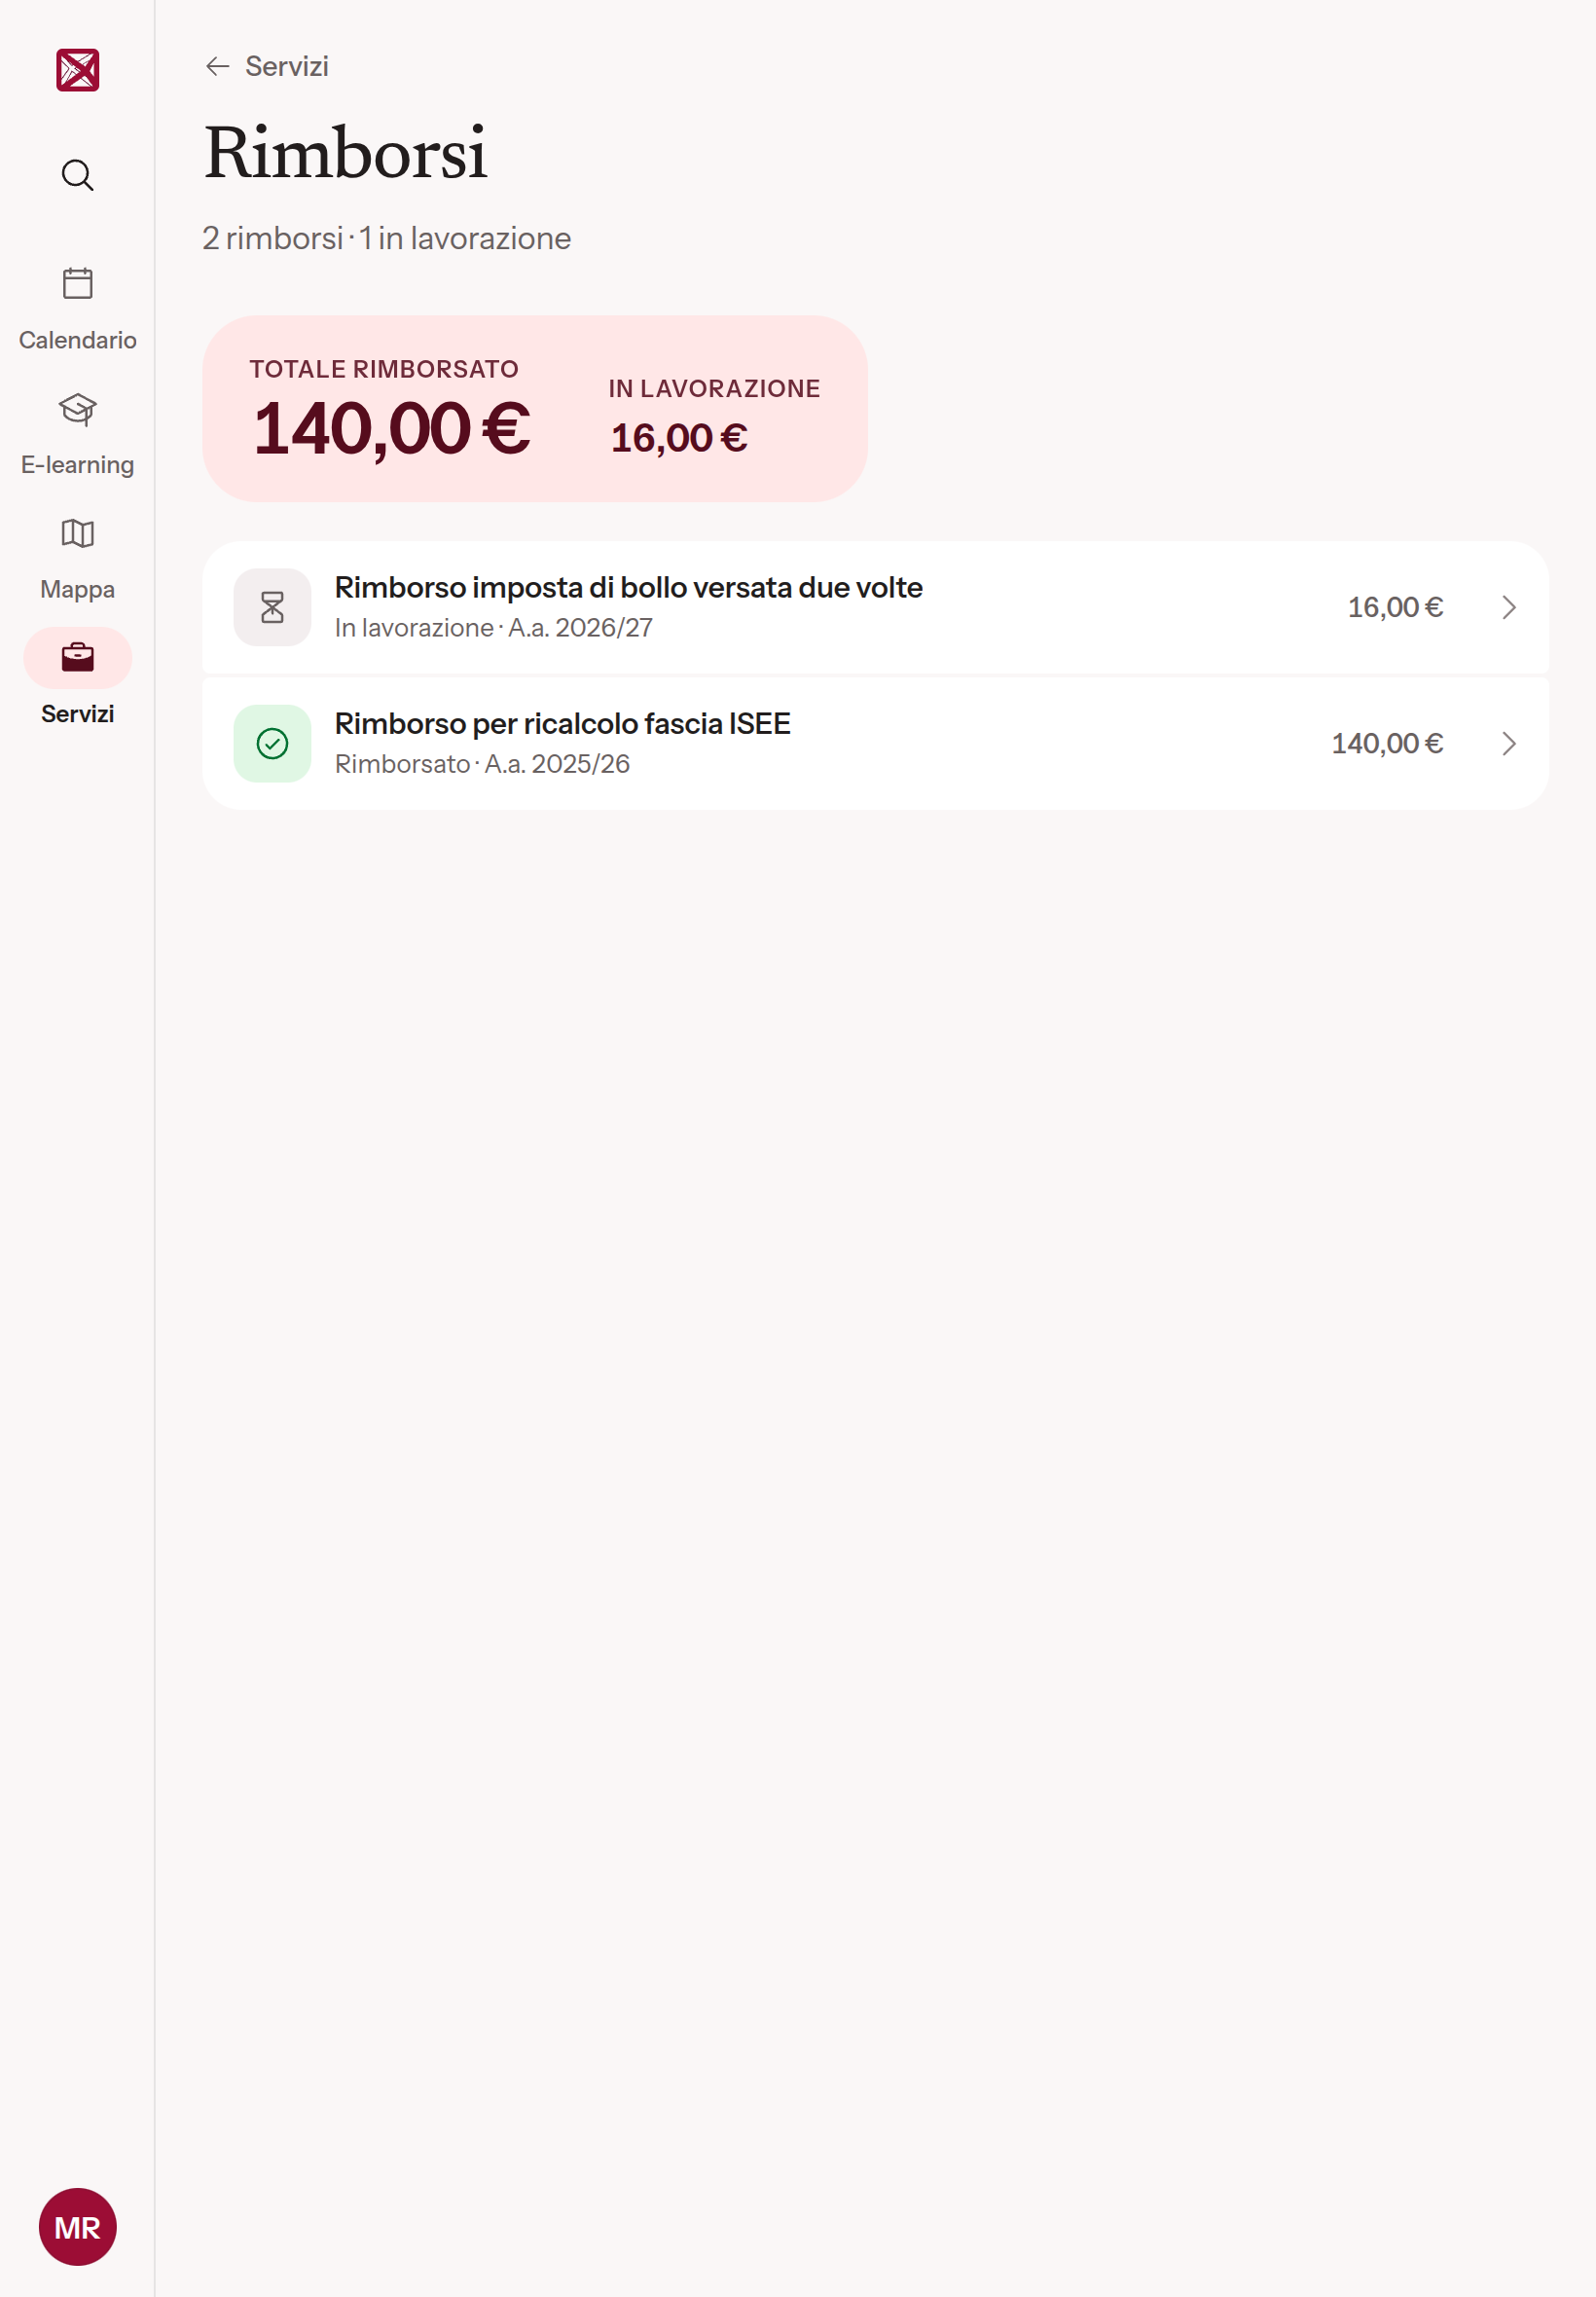 Servizi
Rimborsi
2 rimborsi · 1 in lavorazione
TOTALE RIMBORSATO
140,00 €
IN LAVORAZIONE
16,00 €
Rimborso imposta di bollo versata due volte
In lavorazione · A.a. 2026/27
16,00 €
Rimborso per ricalcolo fascia ISEE
Rimborsato · A.a. 2025/26
140,00 €
Calendario
E-learning
Mappa
Servizi
MR